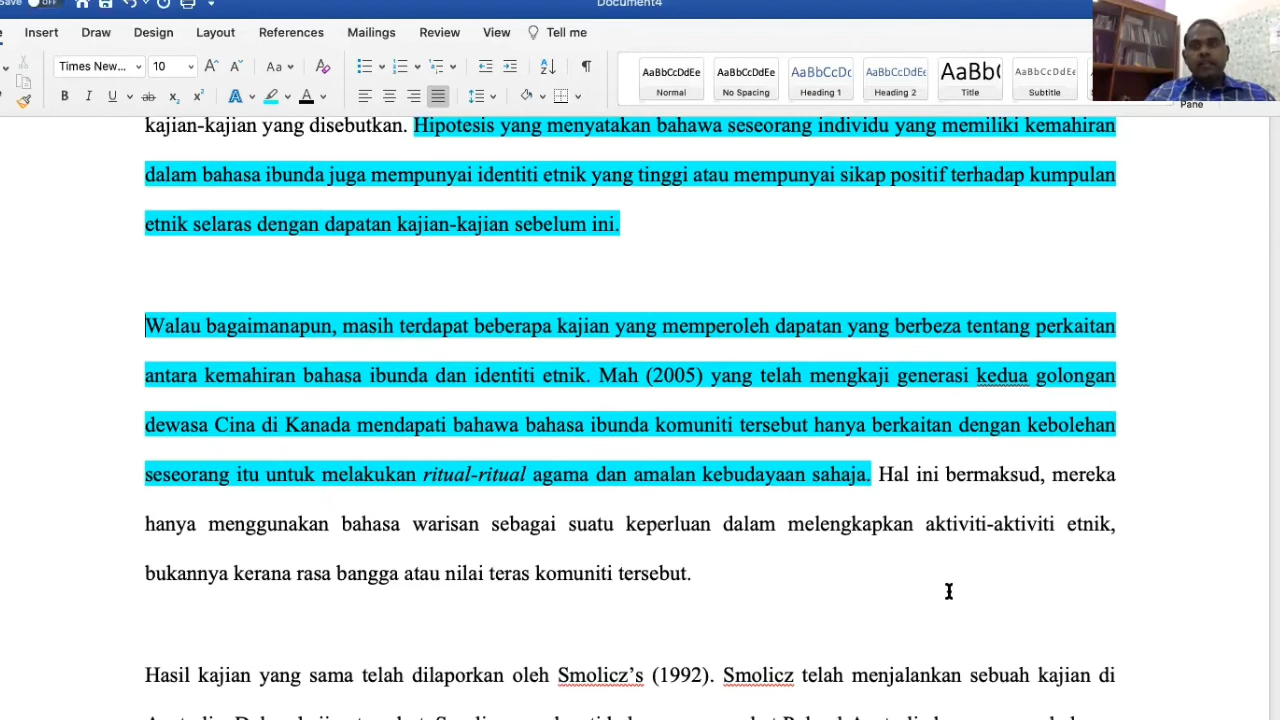 Save OFF
Document4
Insert Draw Design Layout References Mailings Review View Tell me
Times New... 10 A A Aa A
AaBbCcDdEe AaBbCcDdEe AaBbCcDc AaBbCcDdEe AaBb( AaBbCcDdEe
B I U ab x₂ x² A A
Normal No Spacing Heading 1 Heading 2 Title Subtitle
Pane
kajian-kajian yang disebutkan. Hipotesis yang menyatakan bahawa seseorang individu yang memiliki kemahiran
dalam bahasa ibunda juga mempunyai identiti etnik yang tinggi atau mempunyai sikap positif terhadap kumpulan
etnik selaras dengan dapatan kajian-kajian sebelum ini.
Walau bagaimanapun, masih terdapat beberapa kajian yang memperoleh dapatan yang berbeza tentang perkaitan
antara kemahiran bahasa ibunda dan identiti etnik. Mah (2005) yang telah mengkaji generasi kedua golongan
dewasa Cina di Kanada mendapati bahawa bahasa ibunda komuniti tersebut hanya berkaitan dengan kebolehan
seseorang itu untuk melakukan ritual-ritual agama dan amalan kebudayaan sahaja. Hal ini bermaksud, mereka
hanya menggunakan bahasa warisan sebagai suatu keperluan dalam melengkapkan aktiviti-aktiviti etnik,
bukannya kerana rasa bangga atau nilai teras komuniti tersebut.
Hasil kajian yang sama telah dilaporkan oleh Smolicz’s (1992). Smolicz telah menjalankan sebuah kajian di